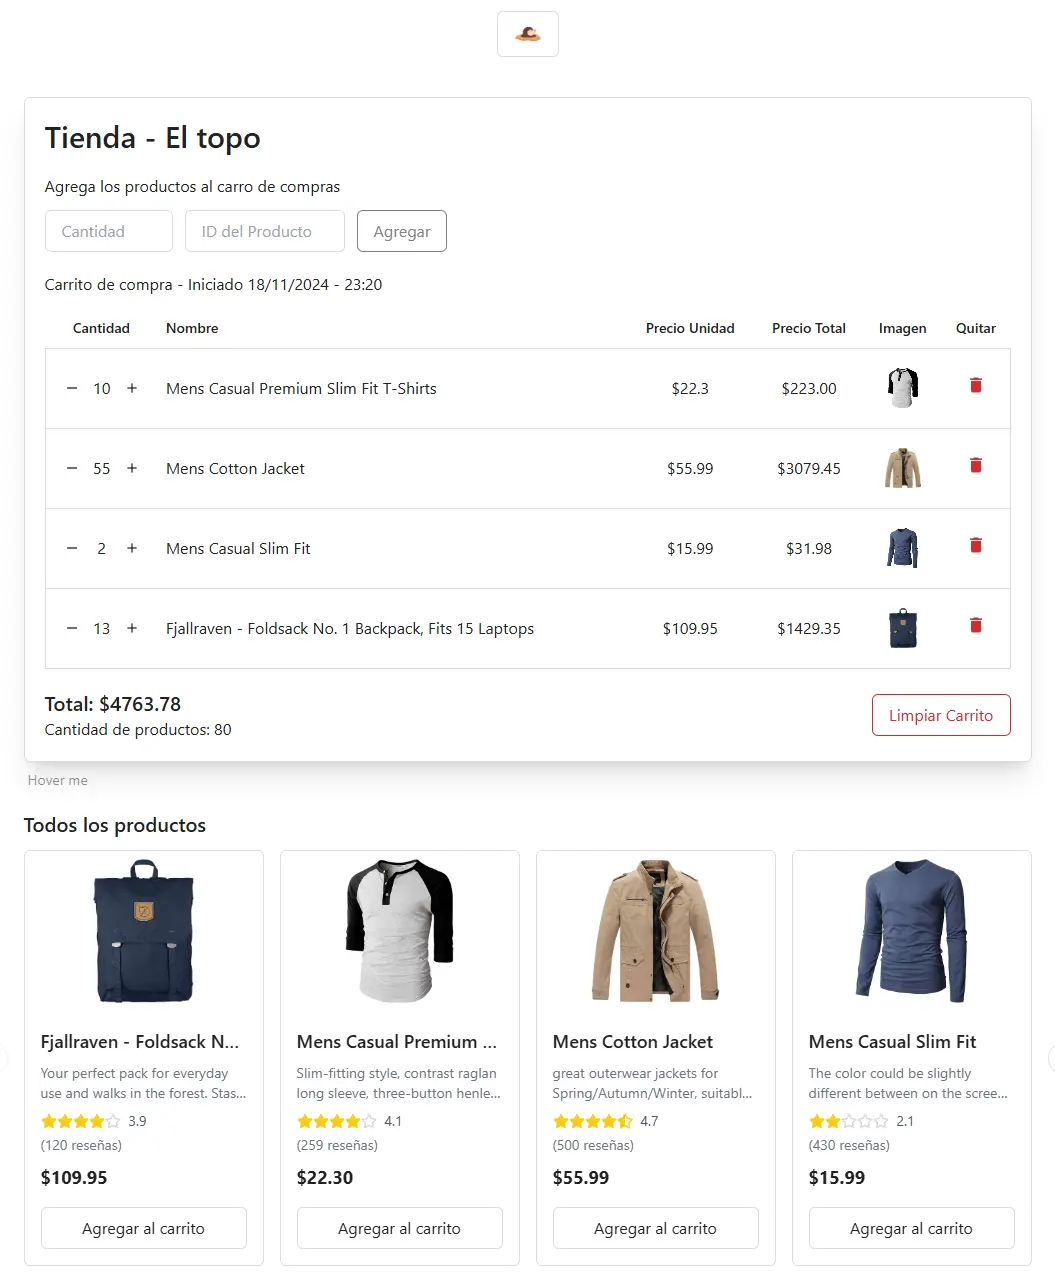 Tienda - El topo
Agrega los productos al carro de compras
Cantidad ID del Producto Agregar
Carrito de compra - Iniciado 18/11/2024 - 23:20
Cantidad Nombre Precio Unidad Precio Total Imagen Quitar
− 10 + Mens Casual Premium Slim Fit T-Shirts $22.3 $223.00
− 55 + Mens Cotton Jacket $55.99 $3079.45
− 2 + Mens Casual Slim Fit $15.99 $31.98
− 13 + Fjallraven - Foldsack No. 1 Backpack, Fits 15 Laptops $109.95 $1429.35
Total: $4763.78
Cantidad de productos: 80
Limpiar Carrito
Hover me
Todos los productos
Fjallraven - Foldsack N...
Your perfect pack for everyday
use and walks in the forest. Stas...
3.9
(120 reseñas)
$109.95
Agregar al carrito
Mens Casual Premium ...
Slim-fitting style, contrast raglan
long sleeve, three-button henle...
4.1
(259 reseñas)
$22.30
Agregar al carrito
Mens Cotton Jacket
great outerwear jackets for
Spring/Autumn/Winter, suitabl...
4.7
(500 reseñas)
$55.99
Agregar al carrito
Mens Casual Slim Fit
The color could be slightly
different between on the scree...
2.1
(430 reseñas)
$15.99
Agregar al carrito